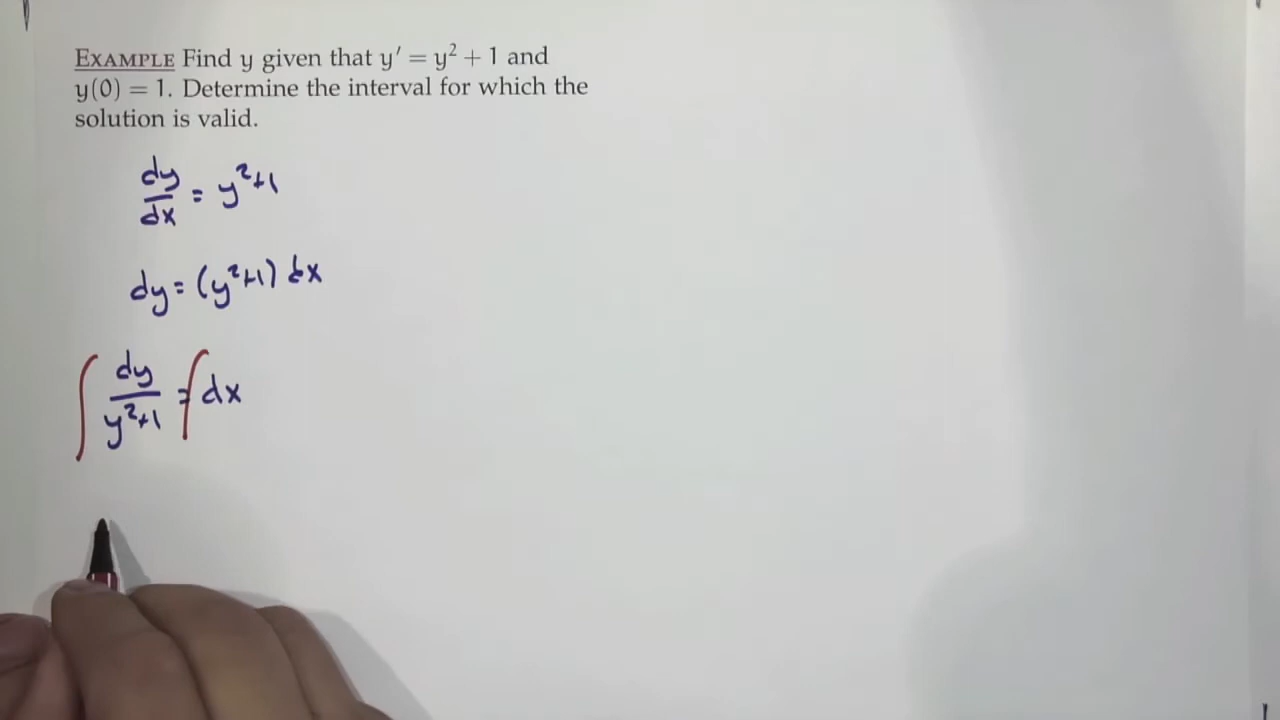 EXAMPLE Find y given that y′ = y² + 1 and
y(0) = 1. Determine the interval for which the
solution is valid.
dy/dx = y²+1
dy = (y²+1) dx
∫ dy/y²+1 = ∫ dx